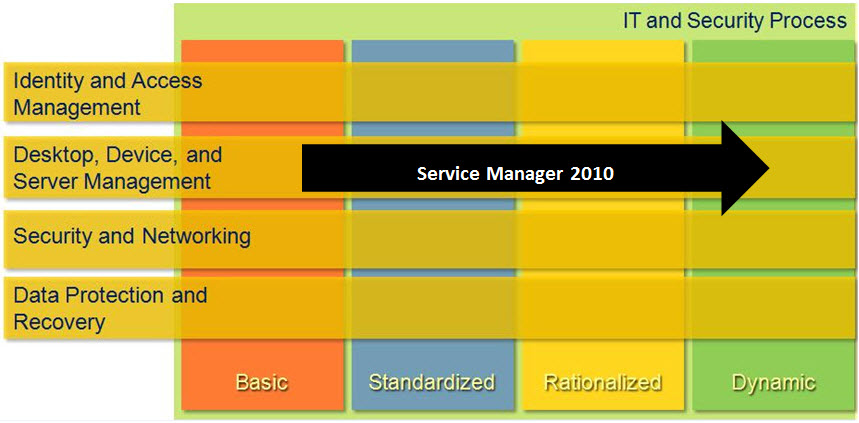 IT and Security Process
Identity and Access
Management
Desktop, Device, and
Server Management
Service Manager 2010
Security and Networking
Data Protection and
Recovery
Basic
Standardized
Rationalized
Dynamic